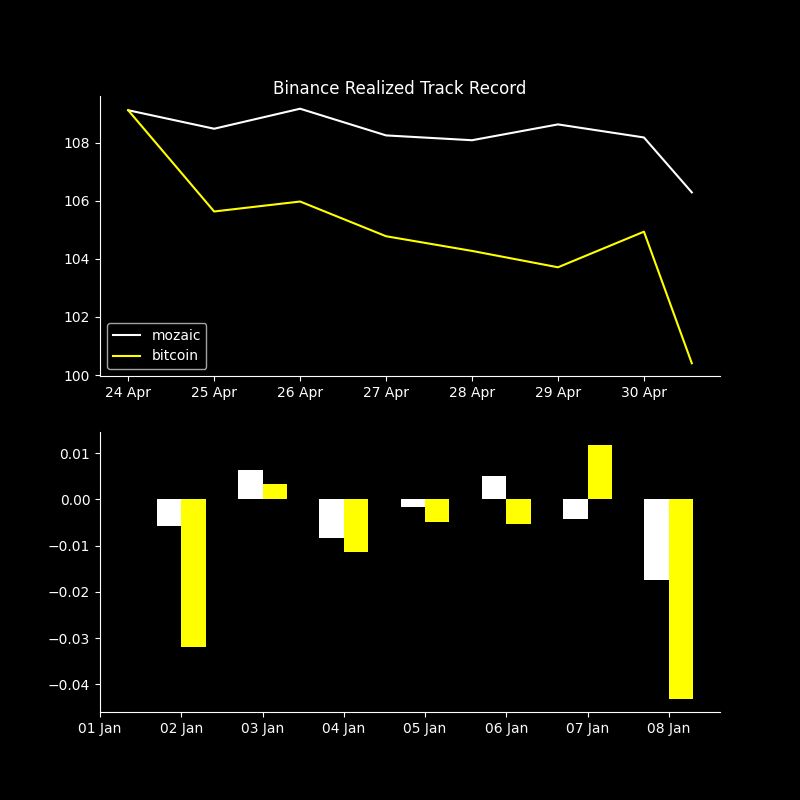 Binance Realized Track Record
108
106
104
102
100
mozaic
bitcoin
24 Apr 25 Apr 26 Apr 27 Apr 28 Apr 29 Apr 30 Apr
0.01
0.00
−0.01
−0.02
−0.03
−0.04
01 Jan 02 Jan 03 Jan 04 Jan 05 Jan 06 Jan 07 Jan 08 Jan